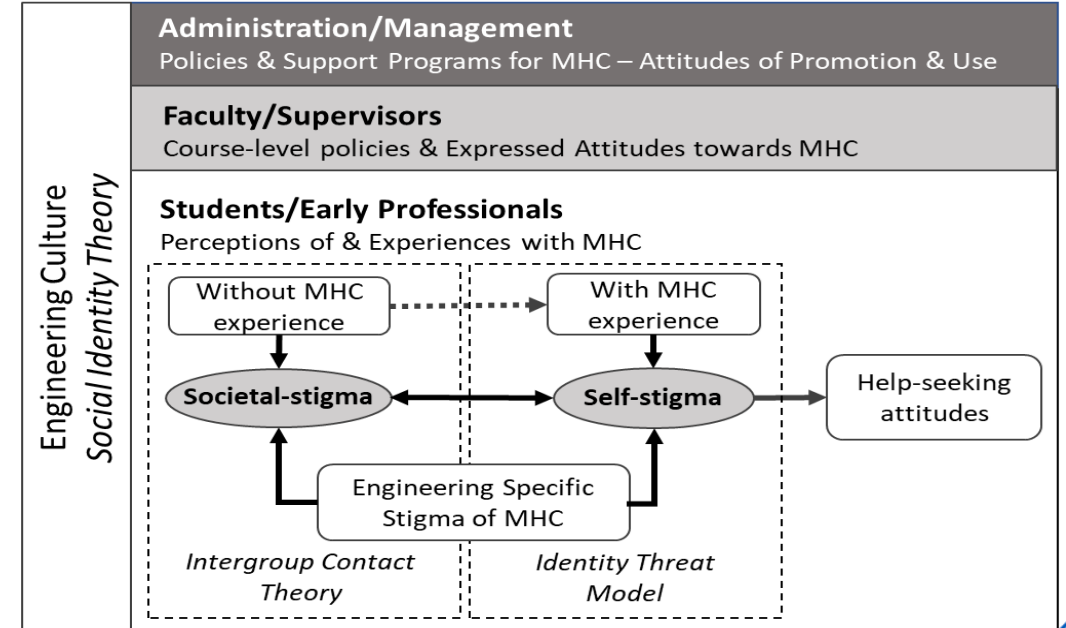 Engineering Culture
Social Identity Theory
Administration/Management
Policies & Support Programs for MHC – Attitudes of Promotion & Use
Faculty/Supervisors
Course-level policies & Expressed Attitudes towards MHC
Students/Early Professionals
Perceptions of & Experiences with MHC
Without MHC
experience
With MHC
experience
Societal-stigma
Self-stigma
Help-seeking
attitudes
Engineering Specific
Stigma of MHC
Intergroup Contact
Theory
Identity Threat
Model